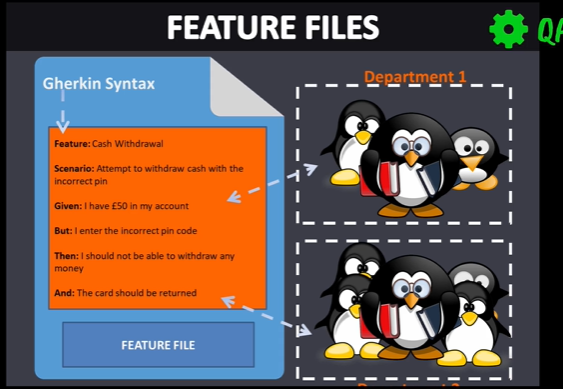 FEATURE FILES
Gherkin Syntax
Feature: Cash Withdrawal
Scenario: Attempt to withdraw cash with the
incorrect pin
Given: I have £50 in my account
But: I enter the incorrect pin code
Then: I should not be able to withdraw any
money
And: The card should be returned
FEATURE FILE
Department 1